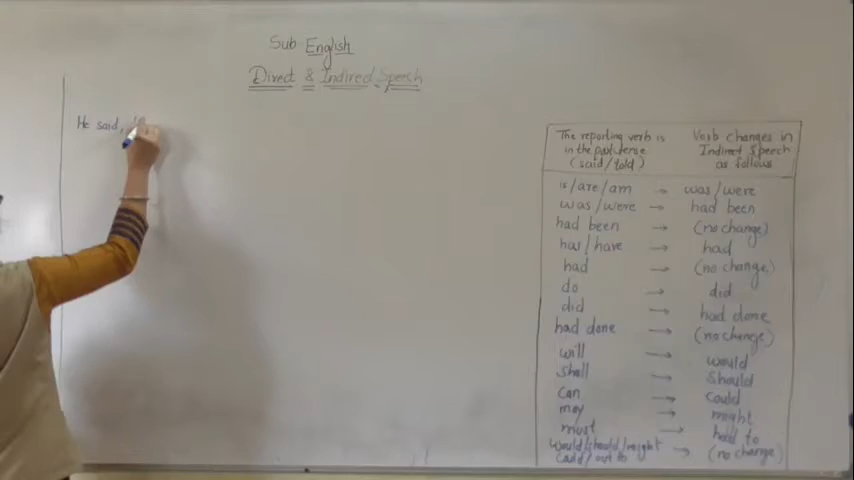 Sub English
Direct & Indirect Speech
He said, "
The reporting verb is in the past tense (said/told)
Verb changes in Indirect Speech as follows
is/are/am → was/were
was/were → had been
had been → (no change)
has/have → had
had → (no change)
do → did
did → had done
had done → (no change)
will → would
shall → should
can → could
may → might
must → had to
would/should/might → (no change)
could/